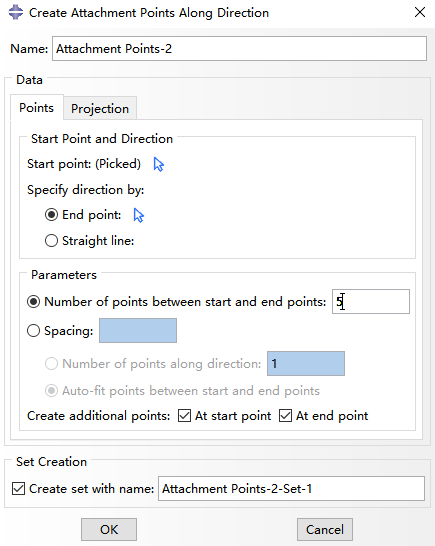 Create Attachment Points Along Direction
Name: Attachment Points-2
Data
Points Projection
Start Point and Direction
Start point: (Picked)
Specify direction by:
End point:
Straight line:
Parameters
Number of points between start and end points: 5
Spacing:
Number of points along direction: 1
Auto-fit points between start and end points
Create additional points: At start point At end point
Set Creation
Create set with name: Attachment Points-2-Set-1
OK Cancel